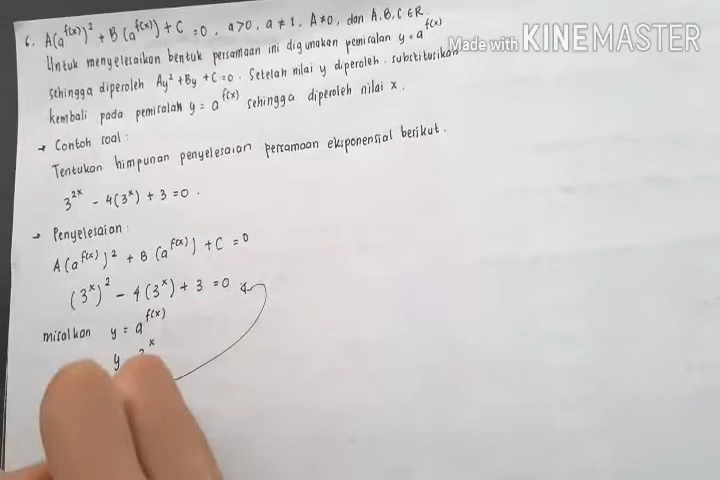 6. A(a^f(x))² + B(a^f(x)) + C = 0, a>0, a ≠ 1, A≠0, dan A,B,C ∈ R.
Untuk menyelesaikan bentuk persamaan ini digunakan pemisalan y = a^f(x)
sehingga diperoleh Ay² + By + C = 0. Setelah nilai y diperoleh. substitusikan
kembali pada pemisalan y = a^f(x) sehingga diperoleh nilai x.
→ Contoh soal :
Tentukan himpunan penyelesaian persamaan eksponensial berikut.
3^2x - 4(3^x) + 3 = 0.
→ Penyelesaian :
A(a^f(x))² + B(a^f(x)) + C = 0
(3^x)² - 4(3^x) + 3 = 0
misalkan y = a^f(x)
y 3^x
Made with KINEMASTER